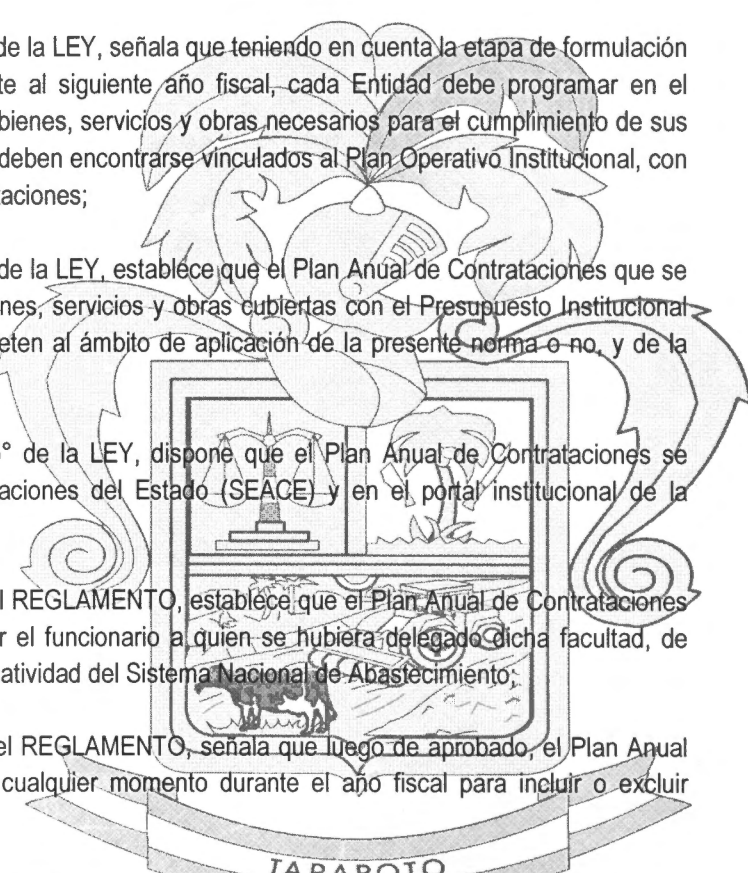 de la LEY, señala que teniendo en cuenta la etapa de formulación
te al siguiente año fiscal, cada Entidad debe programar en el
bienes, servicios y obras necesarios para el cumplimiento de sus
deben encontrarse vinculados al Plan Operativo Institucional, con
taciones;
de la LEY, establece que el Plan Anual de Contrataciones que se
nes, servicios y obras cubiertas con el Presupuesto Institucional
eten al ámbito de aplicación de la presente norma o no, y de la
° de la LEY, dispone que el Plan Anual de Contrataciones se
aciones del Estado (SEACE) y en el portal institucional de la
l REGLAMENTO, establece que el Plan Anual de Contrataciones
r el funcionario a quien se hubiera delegado dicha facultad, de
atividad del Sistema Nacional de Abastecimiento;
el REGLAMENTO, señala que luego de aprobado, el Plan Anual
cualquier momento durante el año fiscal para incluir o excluir
TARAPOTO